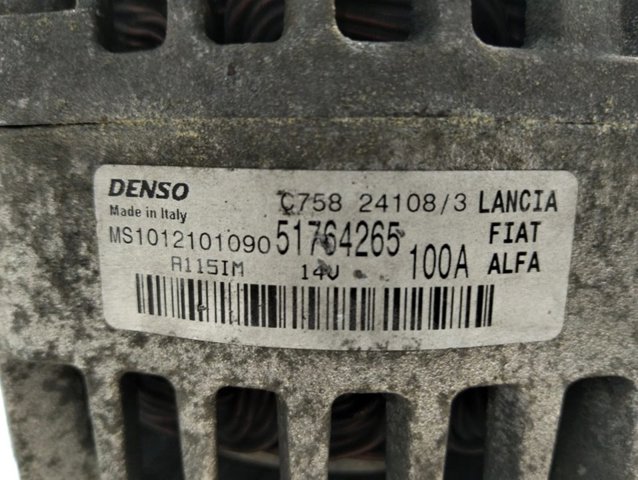 DENSO C758 24108/3 LANCIA
Made in Italy
MS1012101090 51764265 FIAT
A115IM 14V 100A ALFA